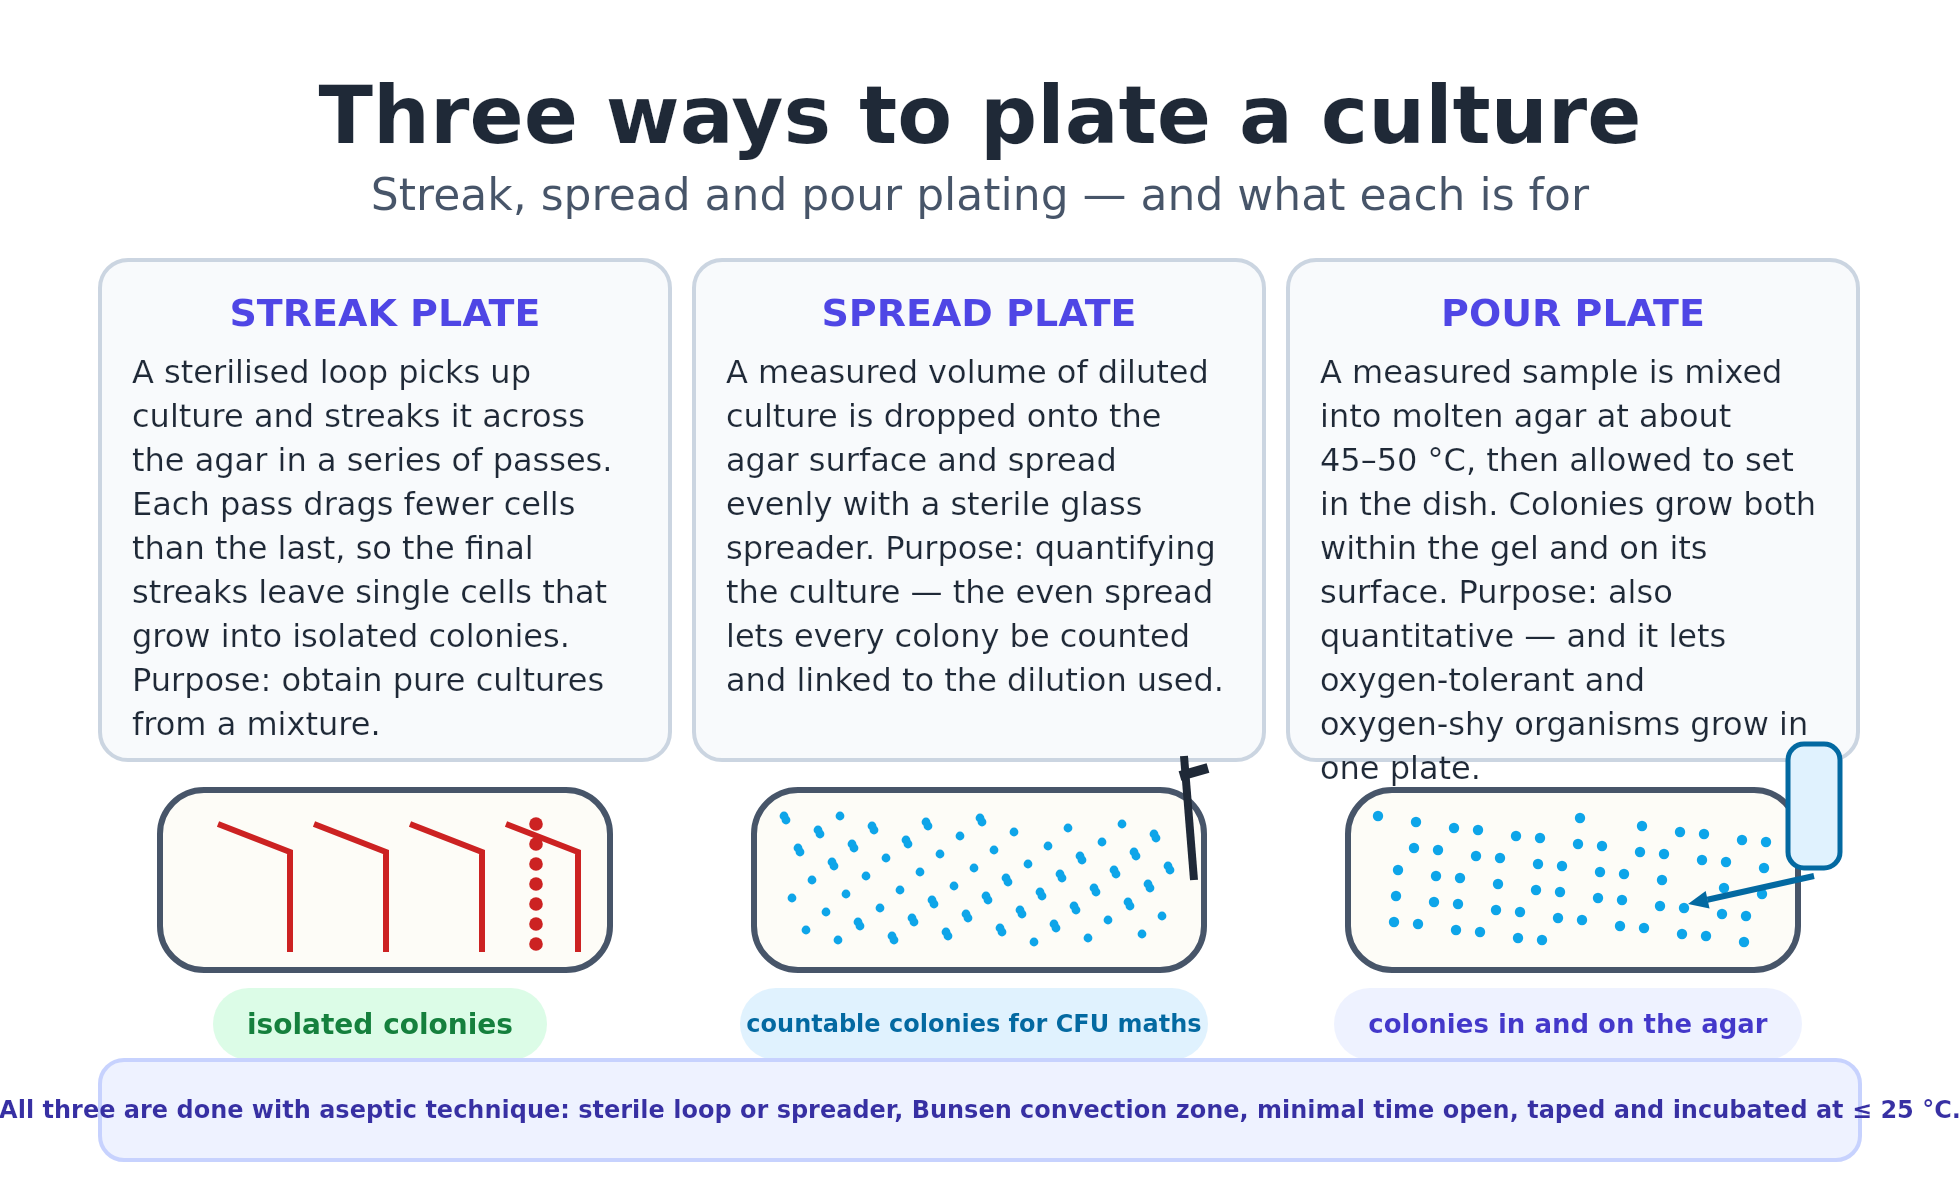 Three ways to plate a culture
Streak, spread and pour plating — and what each is for
STREAK PLATE
A sterilised loop picks up
culture and streaks it across
the agar in a series of passes.
Each pass drags fewer cells
than the last, so the final
streaks leave single cells that
grow into isolated colonies.
Purpose: obtain pure cultures
from a mixture.
SPREAD PLATE
A measured volume of diluted
culture is dropped onto the
agar surface and spread
evenly with a sterile glass
spreader. Purpose: quantifying
the culture — the even spread
lets every colony be counted
and linked to the dilution used.
POUR PLATE
A measured sample is mixed
into molten agar at about
45–50 °C, then allowed to set
in the dish. Colonies grow both
within the gel and on its
surface. Purpose: also
quantitative — and it lets
oxygen-tolerant and
oxygen-shy organisms grow in
one plate.
isolated colonies
countable colonies for CFU maths
colonies in and on the agar
All three are done with aseptic technique: sterile loop or spreader, Bunsen convection zone, minimal time open, taped and incubated at ≤ 25 °C.